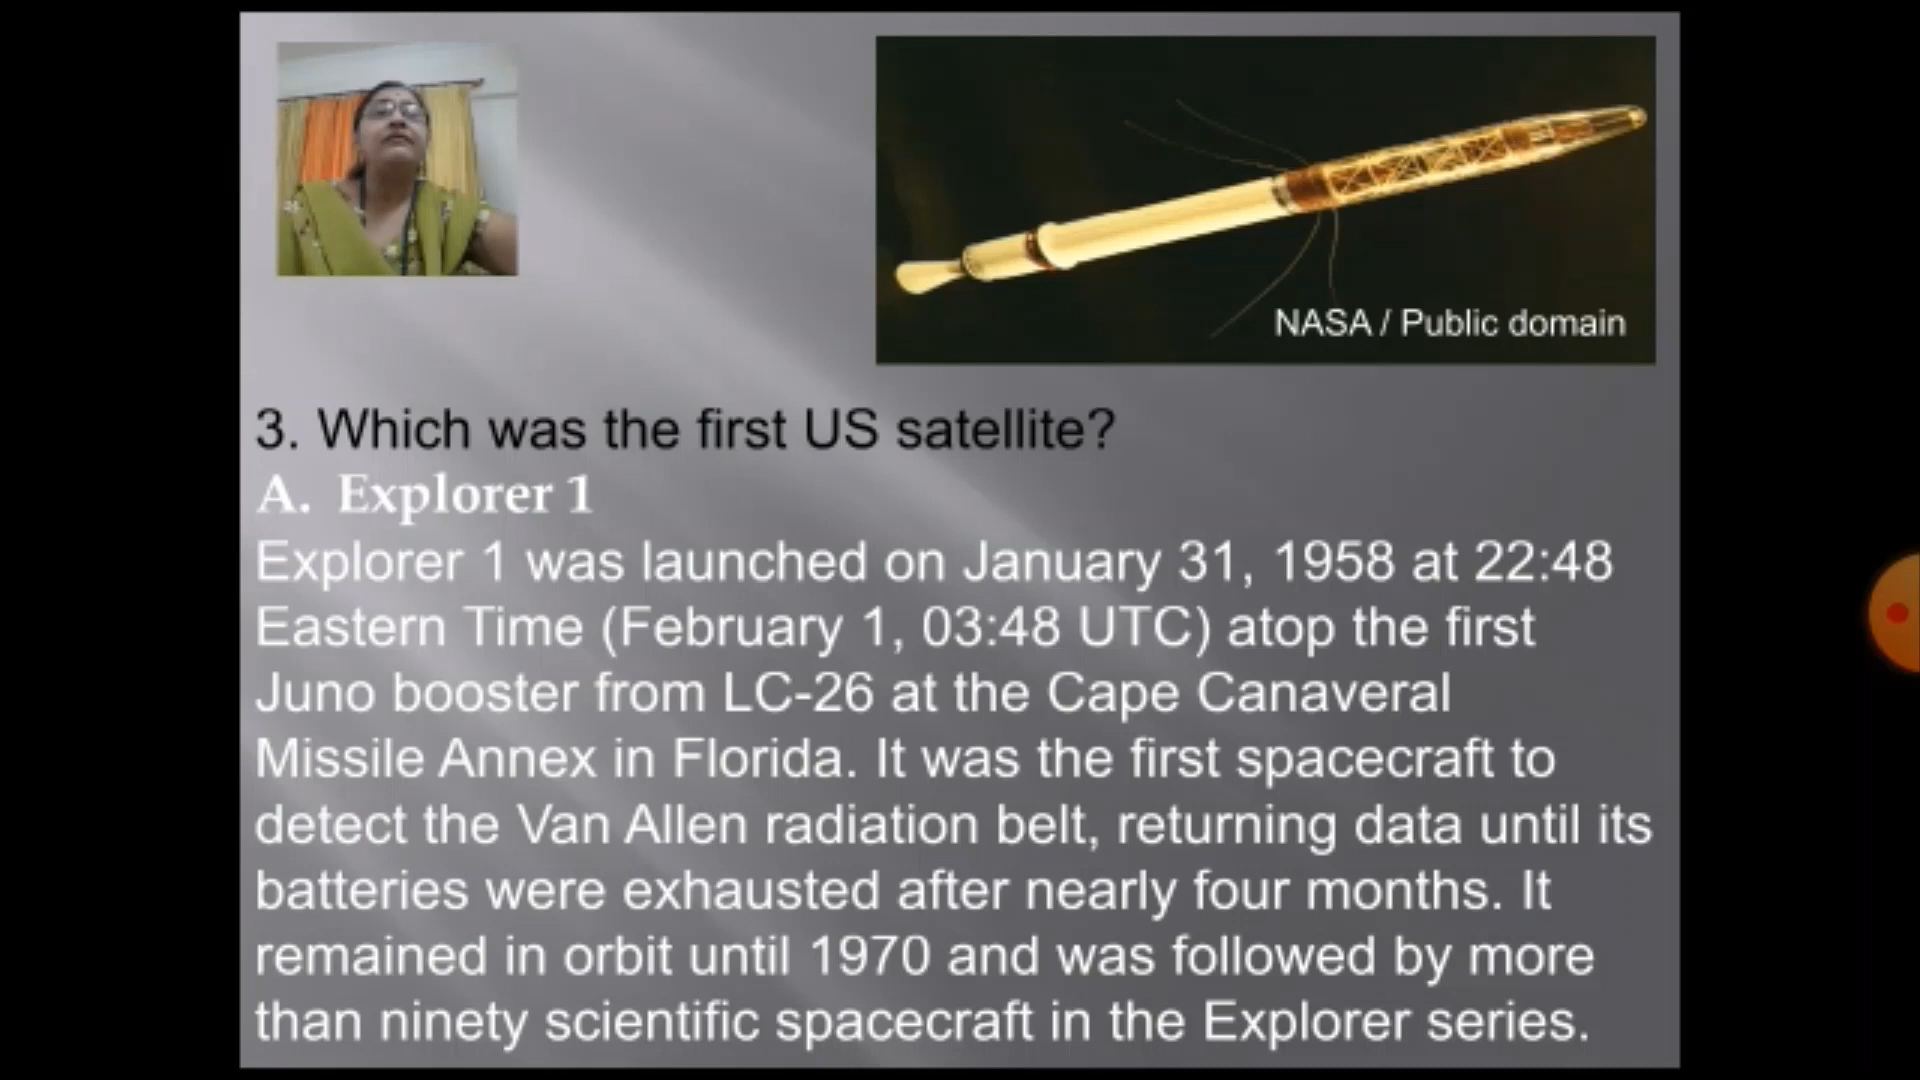 NASA / Public domain
3. Which was the first US satellite?
A. Explorer 1
Explorer 1 was launched on January 31, 1958 at 22:48
Eastern Time (February 1, 03:48 UTC) atop the first
Juno booster from LC-26 at the Cape Canaveral
Missile Annex in Florida. It was the first spacecraft to
detect the Van Allen radiation belt, returning data until its
batteries were exhausted after nearly four months. It
remained in orbit until 1970 and was followed by more
than ninety scientific spacecraft in the Explorer series.